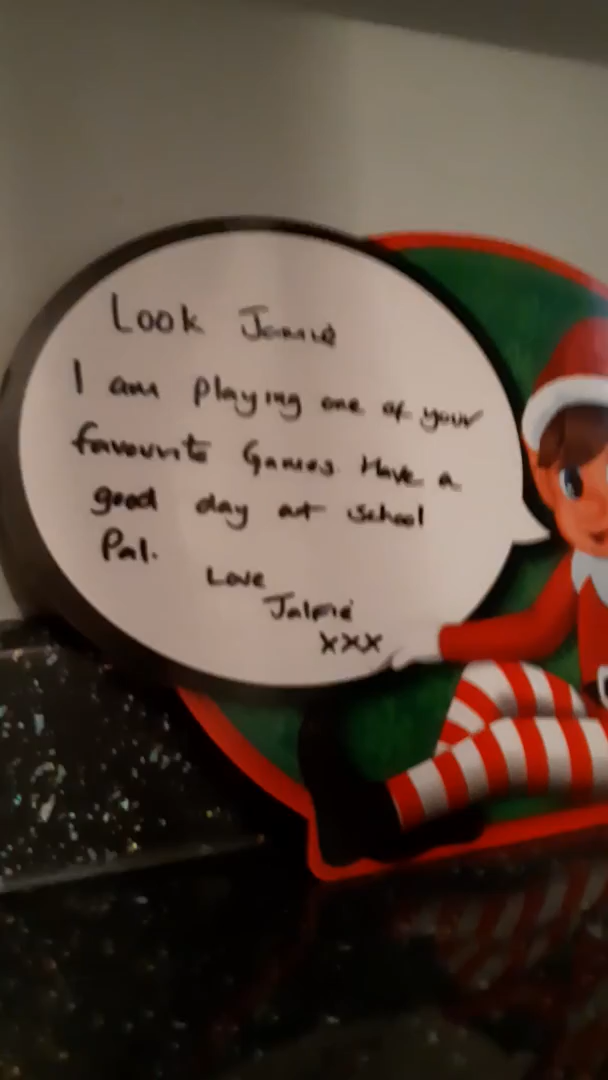 Look Jamie
I am playing one of your
favourite Games. Have a
good day at school
Pal.
Love
Jalfie
xxx